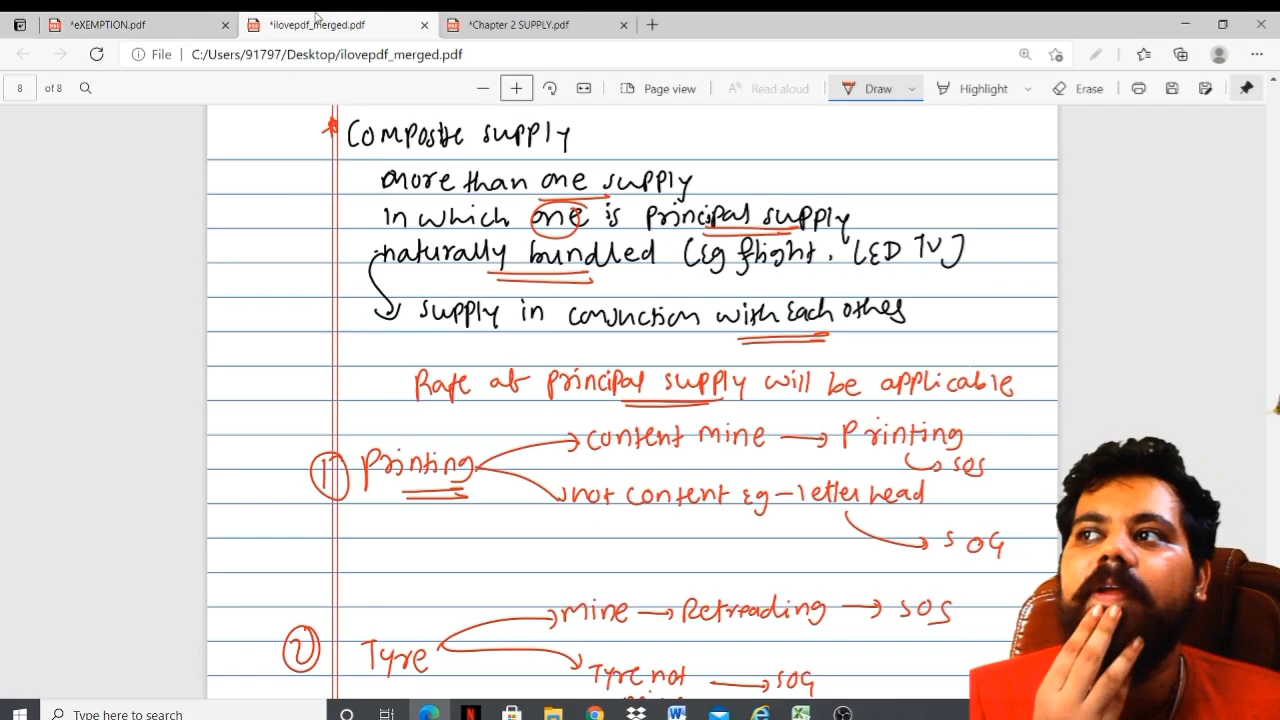 *eXEMPTION.pdf
*ilovepdf_merged.pdf
*Chapter 2 SUPPLY.pdf
File
C:/Users/91797/Desktop/ilovepdf_merged.pdf
8 of 8
Page view
Read aloud
Draw
Highlight
Erase
Composite supply
more than one supply
in which one is principal supply
naturally bundled (Eg flight, LED TV)
supply in conjunction with Each other
Rate of principal supply will be applicable
1 Printing
content mine → Printing
SOS
not content Eg - letter head
SOG
mine → Retreading → SOS
2 Tyre
Tyre not → SOG
Type here to search